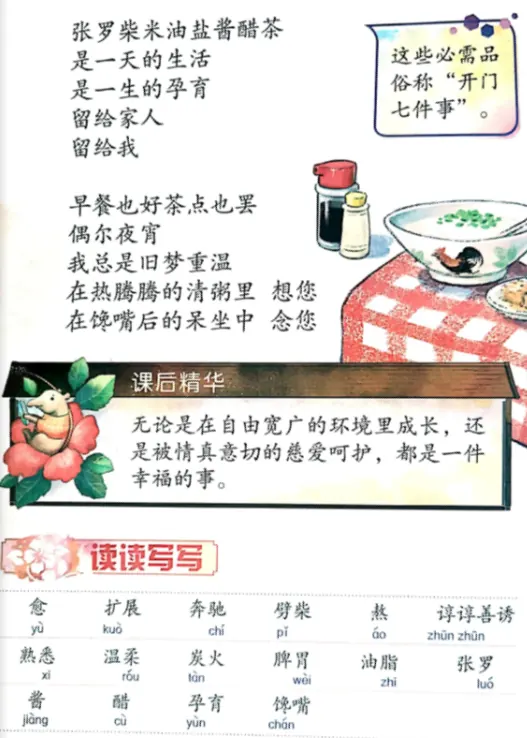 张罗柴米油盐酱醋茶
是一天的生活
是一生的孕育
留给家人
留给我
这些必需品
俗称“开门
七件事”。
早餐也好茶点也罢
偶尔夜宵
我总是旧梦重温
在热腾腾的清粥里 想您
在馋嘴后的呆坐中 念您
课后精华
无论是在自由宽广的环境里成长，还
是被情真意切的慈爱呵护，都是一件
幸福的事。
读读写写
愈 扩展 奔驰 劈柴 熬 谆谆善诱
yù kuò chí pǐ áo zhūn zhūn
熟悉 温柔 炭火 脾胃 油脂 张罗
xī róu tàn wèi zhī luó
酱 醋 孕育 馋嘴
jiàng cù yùn chán